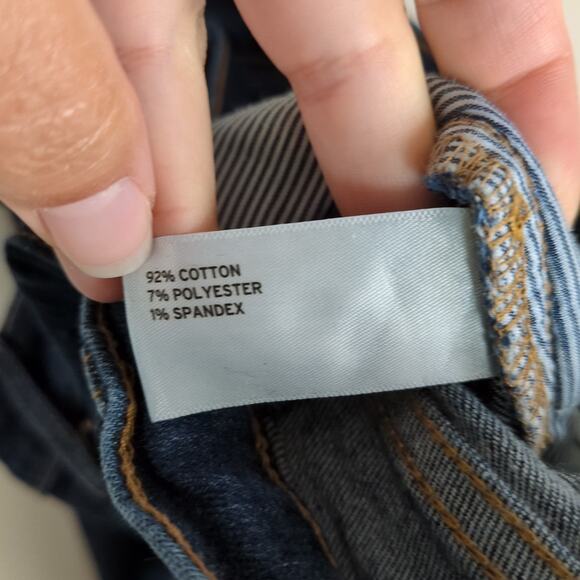 92% COTTON
7% POLYESTER
1% SPANDEX